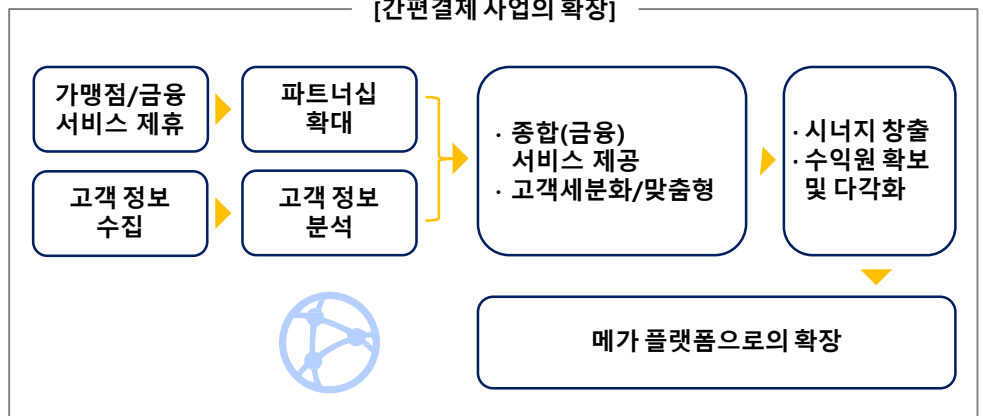 [간편결제 사업의 확장]
가맹점/금융
서비스 제휴
파트너십
확대
고객 정보
수집
고객 정보
분석
· 종합(금융)
서비스 제공
· 고객세분화/맞춤형
· 시너지 창출
· 수익원 확보
및 다각화
메가 플랫폼으로의 확장